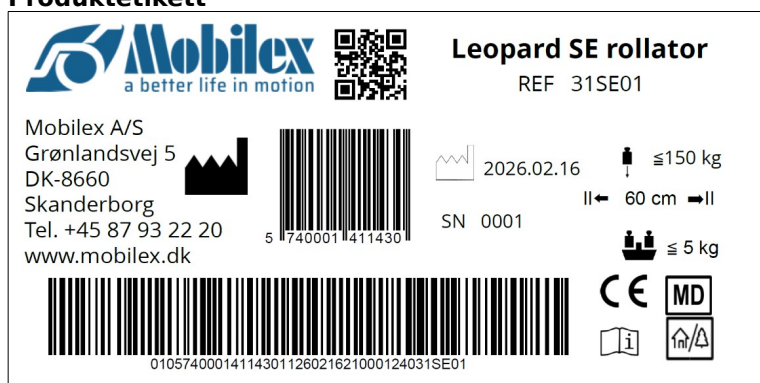 Produktetikett
Mobilex
a better life in motion
Leopard SE rollator
REF 31SE01
Mobilex A/S
Grønlandsvej 5
DK-8660
Skanderborg
Tel. +45 87 93 22 20
www.mobilex.dk
5 740001 411430
2026.02.16
SN 0001
≦150 kg
60 cm
≦ 5 kg
CE MD
i
01057400014114301126021621000124031SE01